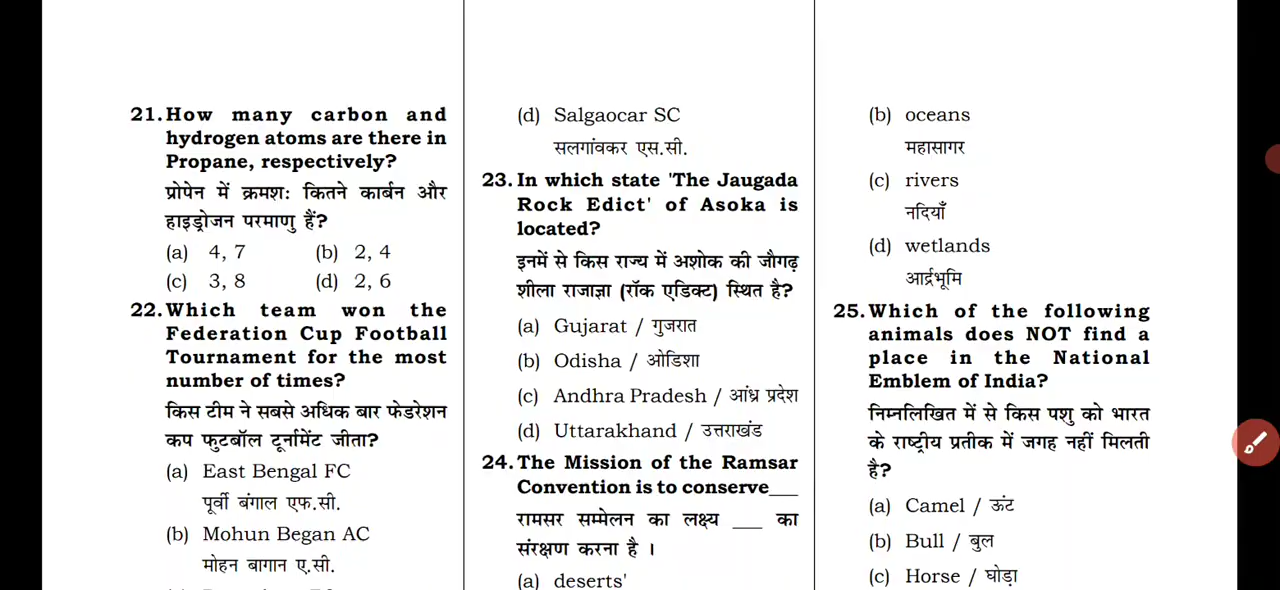 21. How many carbon and
hydrogen atoms are there in
Propane, respectively?
प्रोपेन में क्रमशः कितने कार्बन और
हाइड्रोजन परमाणु हैं?
(a) 4, 7 (b) 2, 4
(c) 3, 8 (d) 2, 6
22. Which team won the
Federation Cup Football
Tournament for the most
number of times?
किस टीम ने सबसे अधिक बार फेडरेशन
कप फुटबॉल टूर्नामेंट जीता?
(a) East Bengal FC
पूर्वी बंगाल एफ.सी.
(b) Mohun Began AC
मोहन बागान ए.सी.
(d) Salgaocar SC
सलगांवकर एस.सी.
23. In which state 'The Jaugada
Rock Edict' of Asoka is
located?
इनमें से किस राज्य में अशोक की जौगढ़
शीला राजाज्ञा (रॉक एडिक्ट) स्थित है?
(a) Gujarat / गुजरात
(b) Odisha / ओडिशा
(c) Andhra Pradesh / आंध्र प्रदेश
(d) Uttarakhand / उत्तराखंड
24. The Mission of the Ramsar
Convention is to conserve___
रामसर सम्मेलन का लक्ष्य ___ का
संरक्षण करना है ।
(a) deserts'
(b) oceans
महासागर
(c) rivers
नदियाँ
(d) wetlands
आर्द्रभूमि
25. Which of the following
animals does NOT find a
place in the National
Emblem of India?
निम्नलिखित में से किस पशु को भारत
के राष्ट्रीय प्रतीक में जगह नहीं मिलती
है?
(a) Camel / ऊंट
(b) Bull / बुल
(c) Horse / घोड़ा